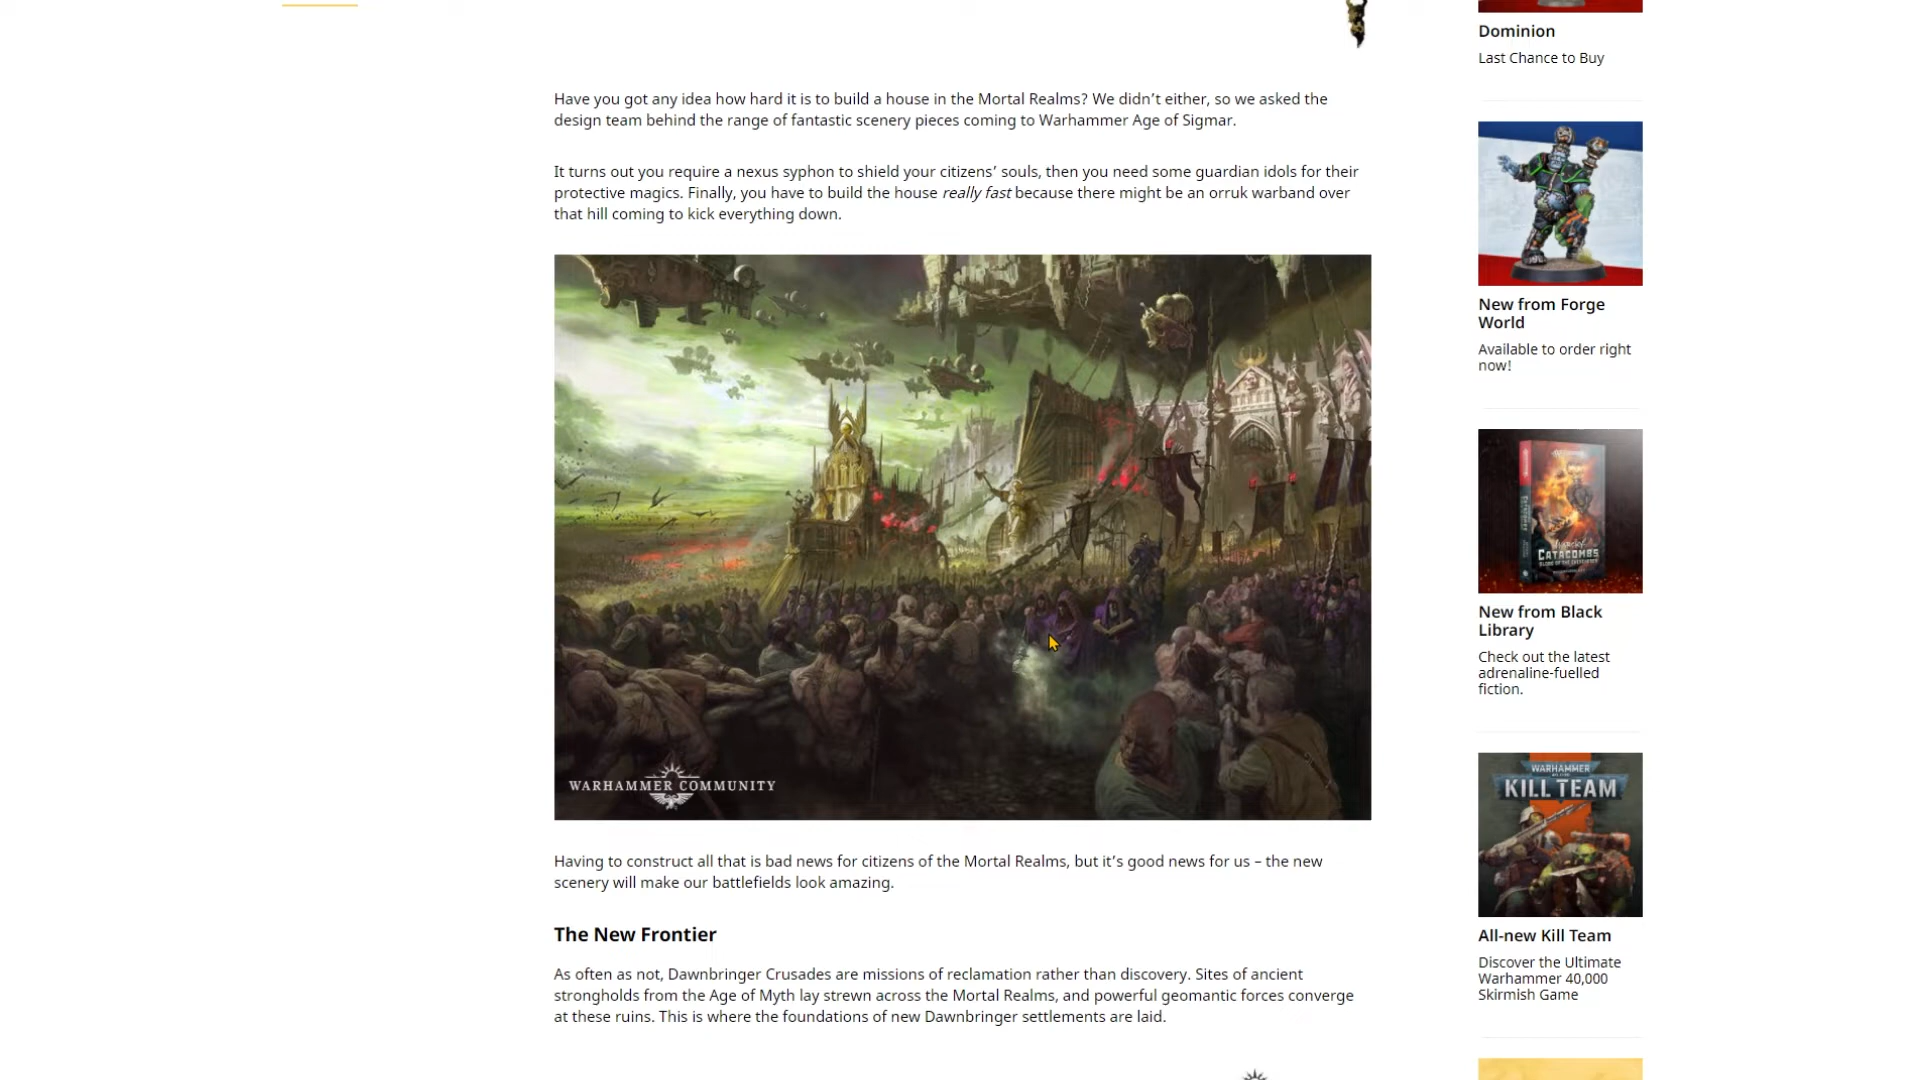 Have you got any idea how hard it is to build a house in the Mortal Realms? We didn’t either, so we asked the
design team behind the range of fantastic scenery pieces coming to Warhammer Age of Sigmar.
It turns out you require a nexus syphon to shield your citizens’ souls, then you need some guardian idols for their
protective magics. Finally, you have to build the house really fast because there might be an orruk warband over
that hill coming to kick everything down.
WARHAMMER COMMUNITY
Having to construct all that is bad news for citizens of the Mortal Realms, but it’s good news for us – the new
scenery will make our battlefields look amazing.
The New Frontier
As often as not, Dawnbringer Crusades are missions of reclamation rather than discovery. Sites of ancient
strongholds from the Age of Myth lay strewn across the Mortal Realms, and powerful geomantic forces converge
at these ruins. This is where the foundations of new Dawnbringer settlements are laid.
Dominion
Last Chance to Buy
New from Forge
World
Available to order right
now!
CATACOMBS
New from Black
Library
Check out the latest
adrenaline-fuelled
fiction.
WARHAMMER
KILL TEAM
All-new Kill Team
Discover the Ultimate
Warhammer 40,000
Skirmish Game